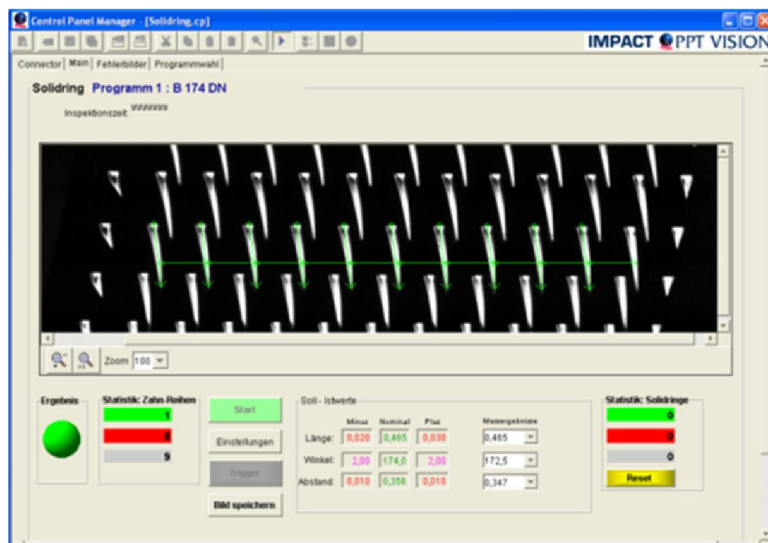 Control Panel Manager - [Solidring.cp]
IMPACT PPT VISION
Connector Main Fehlerbilder Programmwahl
Solidring Programm 1 : B 174 DN
Inspektionszeit: #######
Zoom 100
Ergebnis
Statistik: Zahn-Reihen
1
9
Start
Einstellungen
Trigger
Bild speichern
Soll - Istwerte
Minus Nominal Plus Messergebnisse
Länge: 0,020 0,465 0,030 0,465
Winkel: 2,00 174,0 2,00 172,5
Abstand: 0,010 0,356 0,010 0,347
Statistik: Solidringe
0
0
0
Reset